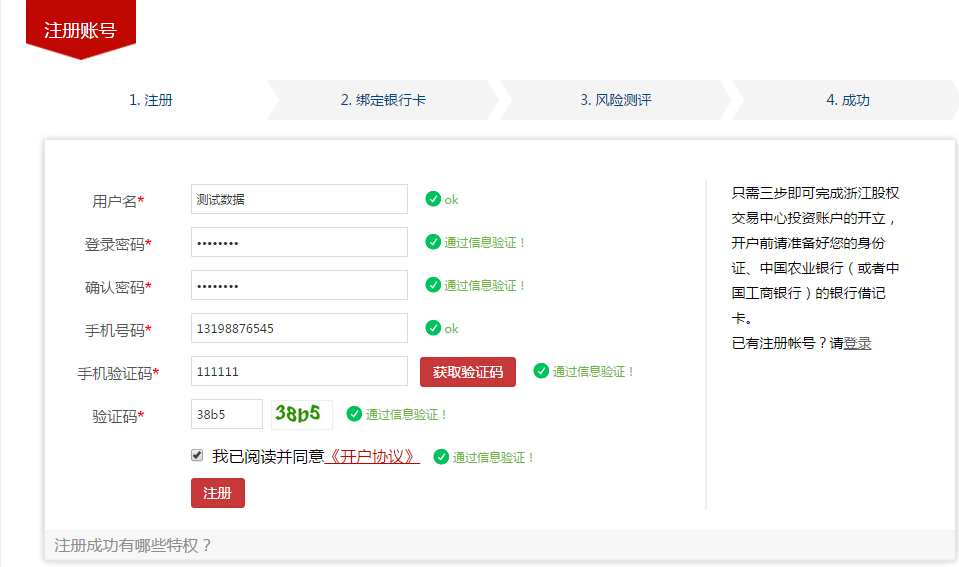 注册账号
1. 注册
2. 绑定银行卡
3. 风险测评
4. 成功
用户名* 测试数据 ok
登录密码* •••••••• 通过信息验证！
确认密码* •••••••• 通过信息验证！
手机号码* 13198876545 ok
手机验证码* 111111 获取验证码 通过信息验证！
验证码* 38b5 38b5 通过信息验证！
我已阅读并同意《开户协议》 通过信息验证！
注册
只需三步即可完成浙江股权
交易中心投资账户的开立，
开户前请准备好您的身份
证、中国农业银行（或者中
国工商银行）的银行借记
卡。
已有注册帐号？请登录
注册成功有哪些特权？